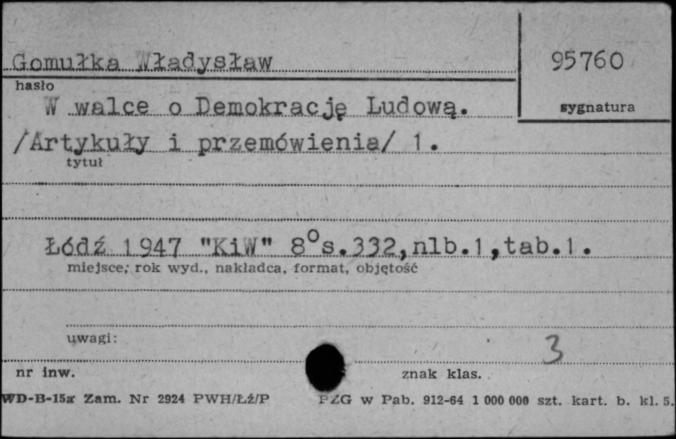 Gomułka Władysław
95760
hasło
sygnatura
W walce o Demokrację Ludową.
/Artykuły i przemówienia/ 1.
tytuł
Łódź 1947 "KiW" 8°s.332,nlb.1,tab.1.
miejsce, rok wyd., nakładca, format, objętość
uwagi:
3
nr inw.
znak klas.
WD-B-15a Zam. Nr 2924 PWH/Łż/P
PZG w Pab. 912-64 1 000 000 szt. kart. b. kl. 5.